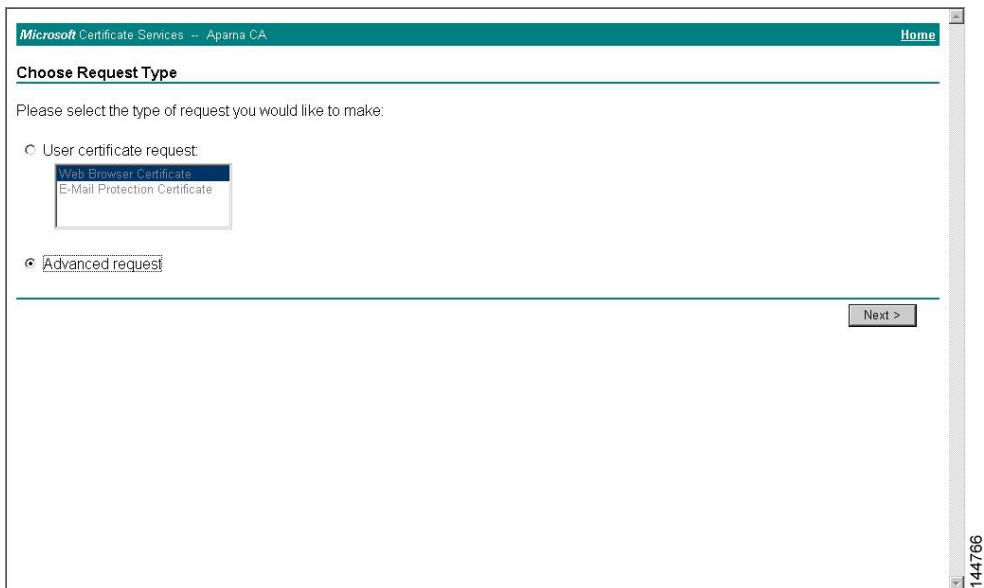 Microsoft Certificate Services -- Aparna CA Home
Choose Request Type
Please select the type of request you would like to make:
User certificate request:
Web Browser Certificate
E-Mail Protection Certificate
Advanced request
Next >
144766